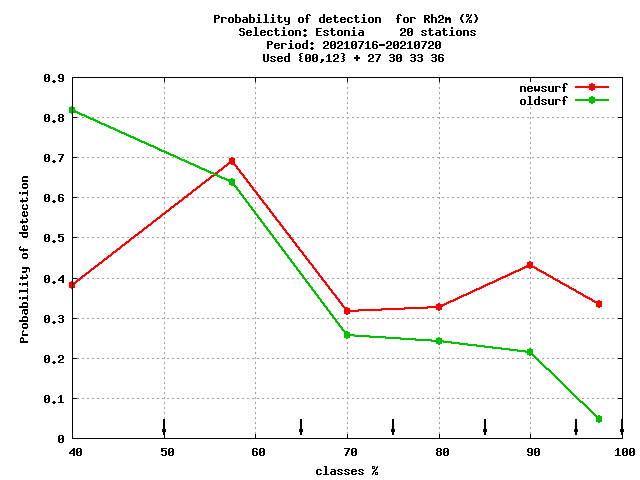 Probability of detection  for Rh2m (%)
Selection: Estonia     20 stations
Period: 20210716-20210720
Used {00,12} + 27 30 33 36
newsurf
oldsurf
Probability of detection
0.9
0.8
0.7
0.6
0.5
0.4
0.3
0.2
0.1
0
40 50 60 70 80 90 100
classes %